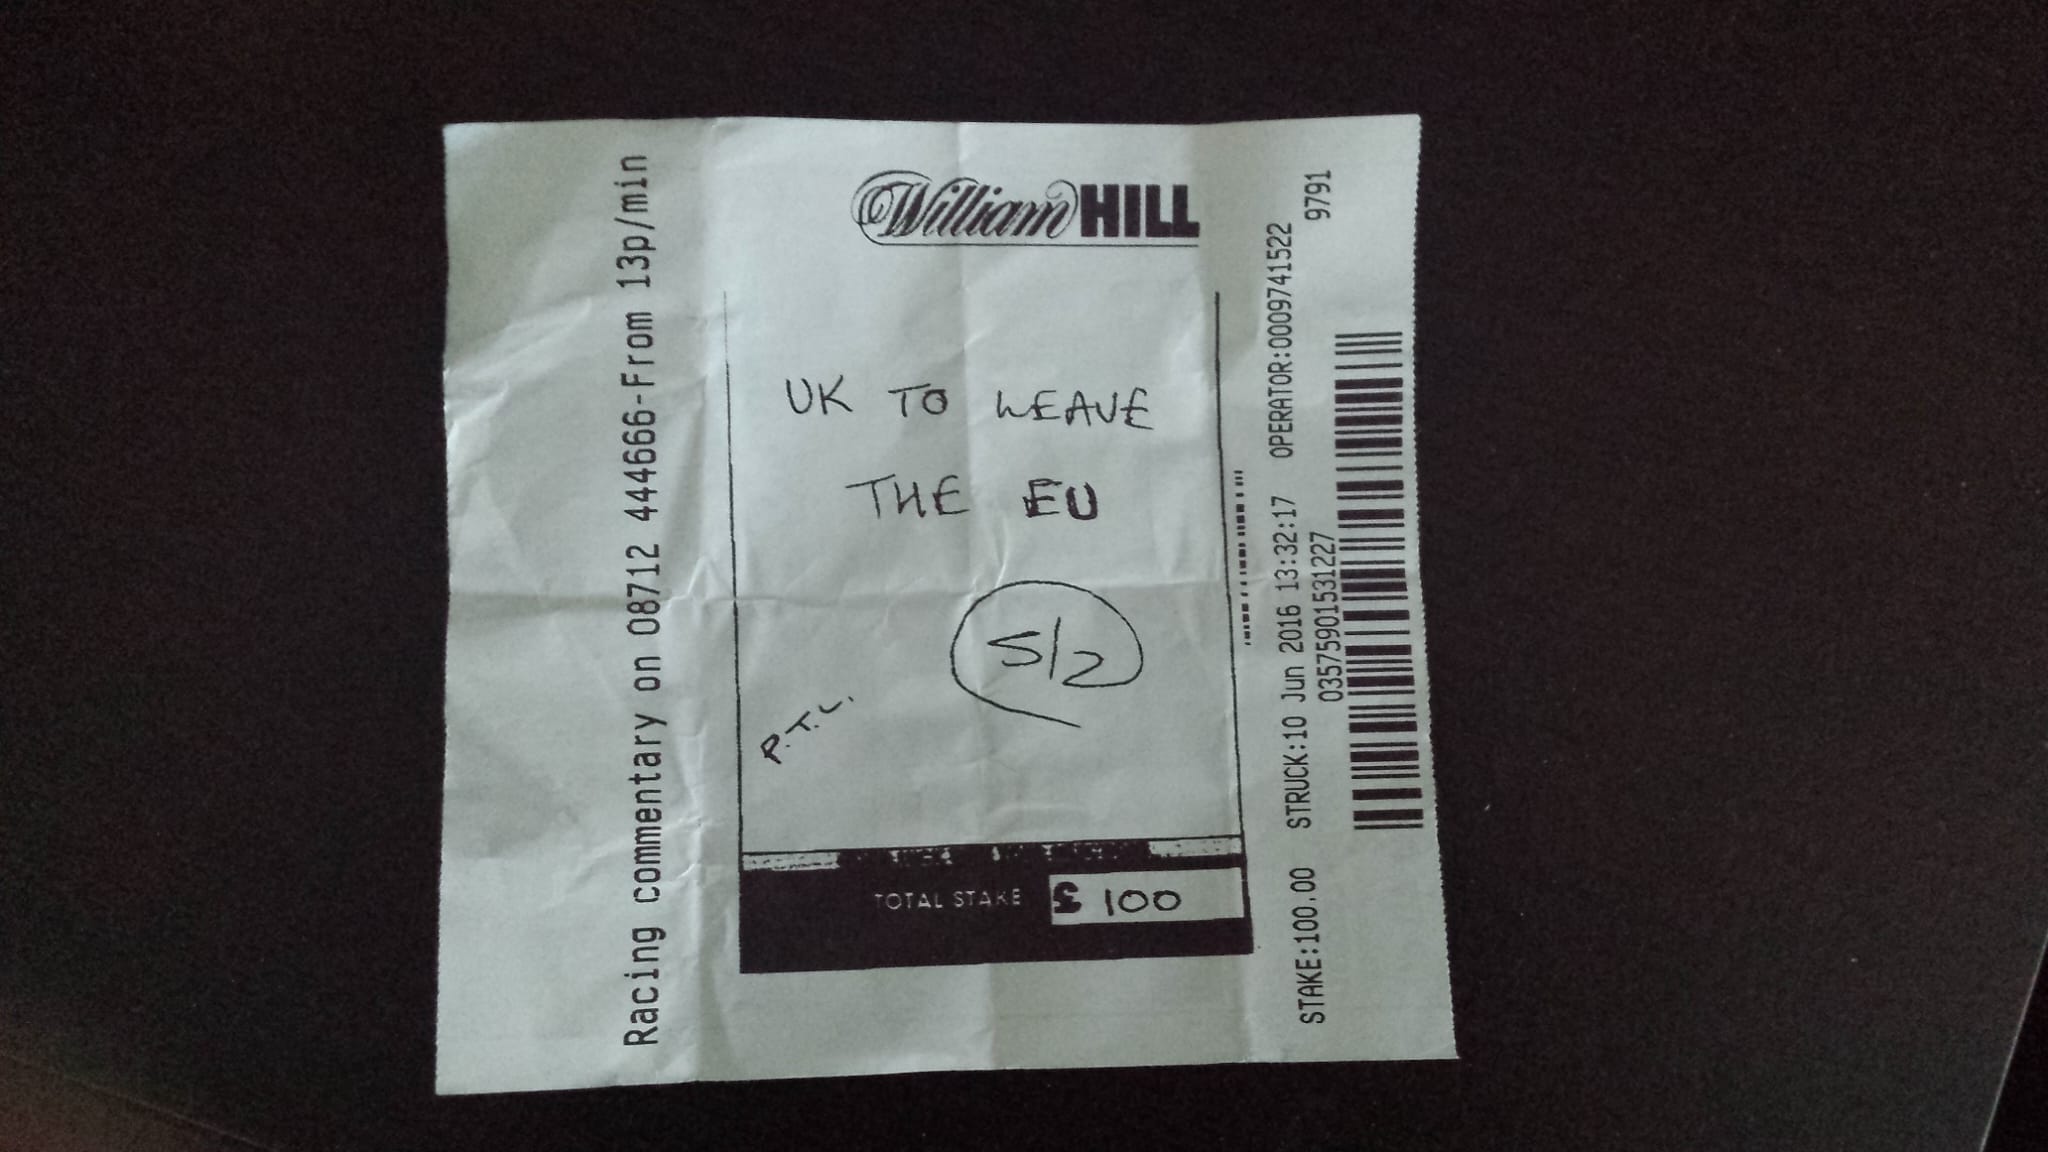 William HILL
UK TO LEAVE
THE EU
5/2
P.T.L.
TOTAL STAKE £ 100
Racing commentary on 08712 444666-From 13p/min
STAKE:100.00 STRUCK:10 Jun 2016 13:32:17 OPERATOR:0009741522
03575901531227 9791